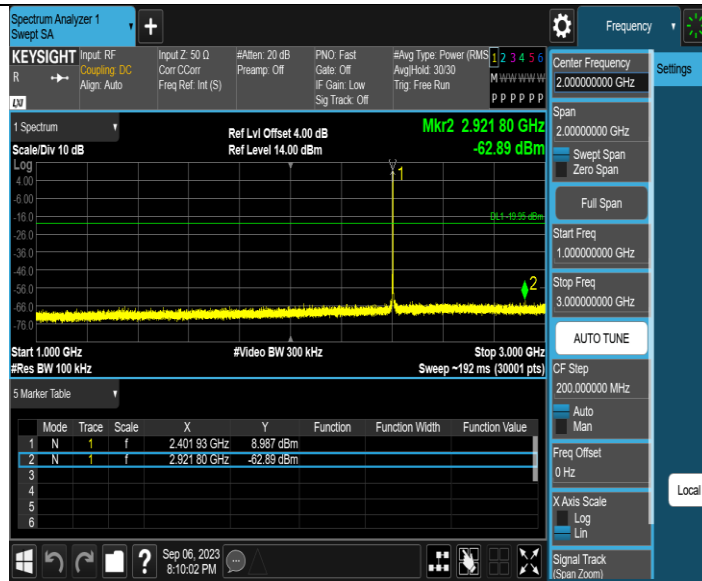 Spectrum Analyzer 1
Swept SA
+
Frequency
KEYSIGHT
R
LXI
Input: RF
Coupling: DC
Align: Auto
Input Z: 50 Ω
Corr CCorr
Freq Ref: Int (S)
#Atten: 20 dB
Preamp: Off
PNO: Fast
Gate: Off
IF Gain: Low
Sig Track: Off
#Avg Type: Power (RMS
Avg|Hold: 30/30
Trig: Free Run
1 2 3 4 5 6
M W W W W W
P P P P P P
1 Spectrum
Scale/Div 10 dB
Log
Ref Lvl Offset 4.00 dB
Ref Level 14.00 dBm
Mkr2 2.921 80 GHz
-62.89 dBm
4.00
-6.00
-16.0
-26.0
-36.0
-46.0
-56.0
-66.0
-76.0
1
DL1 -19.95 dBm
2
Start 1.000 GHz
#Res BW 100 kHz
#Video BW 300 kHz
Stop 3.000 GHz
Sweep ~192 ms (30001 pts)
5 Marker Table
Mode Trace Scale X Y Function Function Width Function Value
1 N 1 f 2.401 93 GHz 8.987 dBm
2 N 1 f 2.921 80 GHz -62.89 dBm
3
4
5
6
?
Sep 06, 2023
8:10:02 PM
Center Frequency
2.000000000 GHz
Span
2.00000000 GHz
Swept Span
Zero Span
Full Span
Start Freq
1.000000000 GHz
Stop Freq
3.000000000 GHz
AUTO TUNE
CF Step
200.000000 MHz
Auto
Man
Freq Offset
0 Hz
X Axis Scale
Log
Lin
Signal Track
(Span Zoom)
Settings
Local